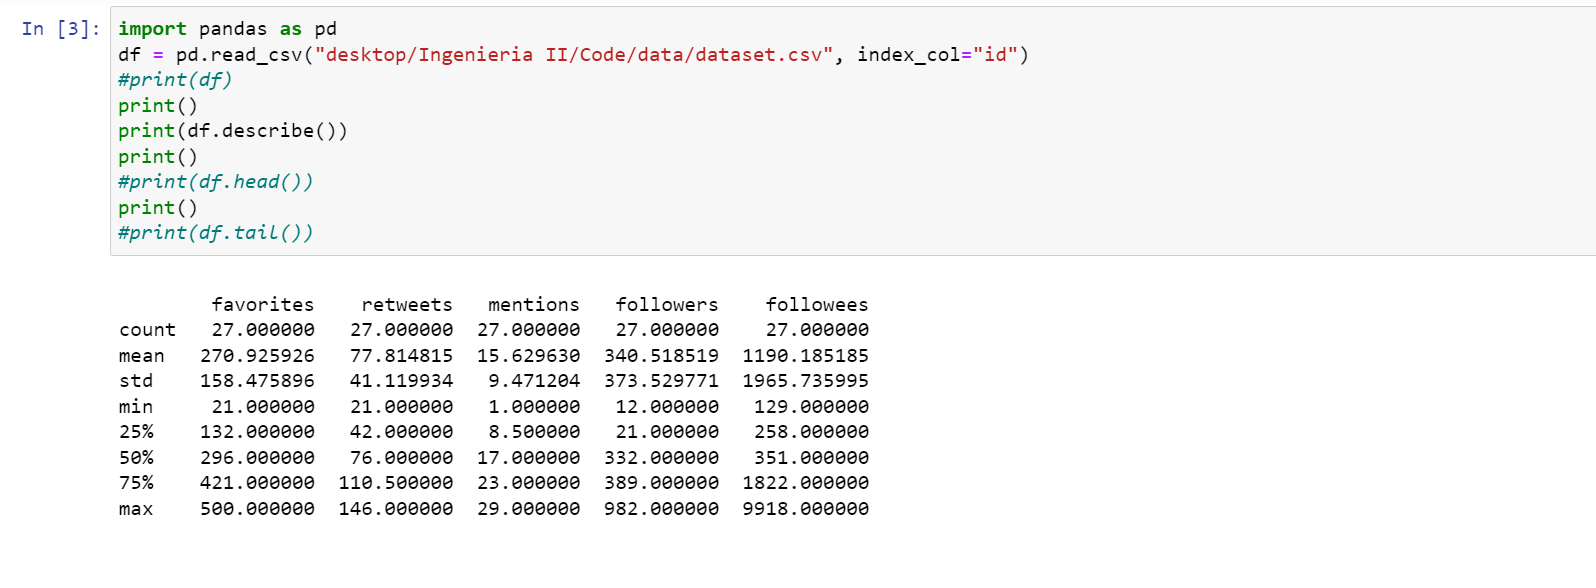 In [3]: import pandas as pd
df = pd.read_csv("desktop/Ingenieria II/Code/data/dataset.csv", index_col="id")
#print(df)
print()
print(df.describe())
print()
#print(df.head())
print()
#print(df.tail())
favorites retweets mentions followers followees
count 27.000000 27.000000 27.000000 27.000000 27.000000
mean 270.925926 77.814815 15.629630 340.518519 1190.185185
std 158.475896 41.119934 9.471204 373.529771 1965.735995
min 21.000000 21.000000 1.000000 12.000000 129.000000
25% 132.000000 42.000000 8.500000 21.000000 258.000000
50% 296.000000 76.000000 17.000000 332.000000 351.000000
75% 421.000000 110.500000 23.000000 389.000000 1822.000000
max 500.000000 146.000000 29.000000 982.000000 9918.000000